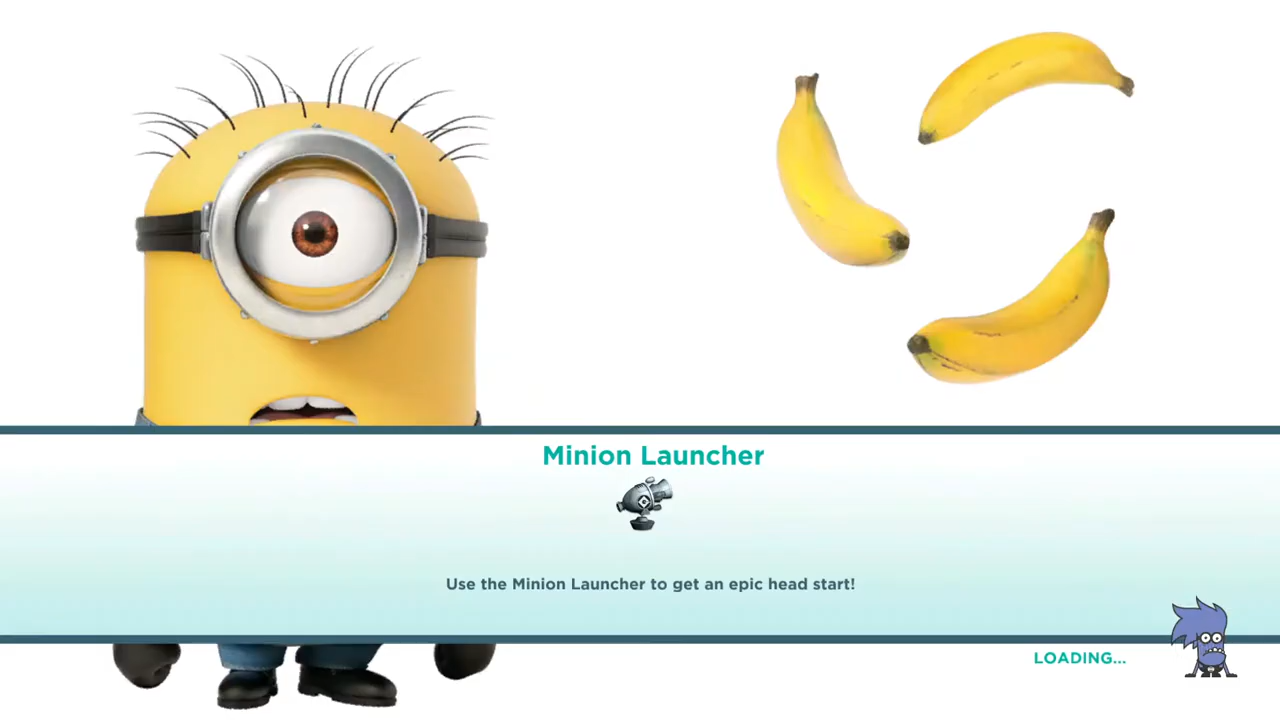 Minion Launcher
Use the Minion Launcher to get an epic head start!
LOADING...